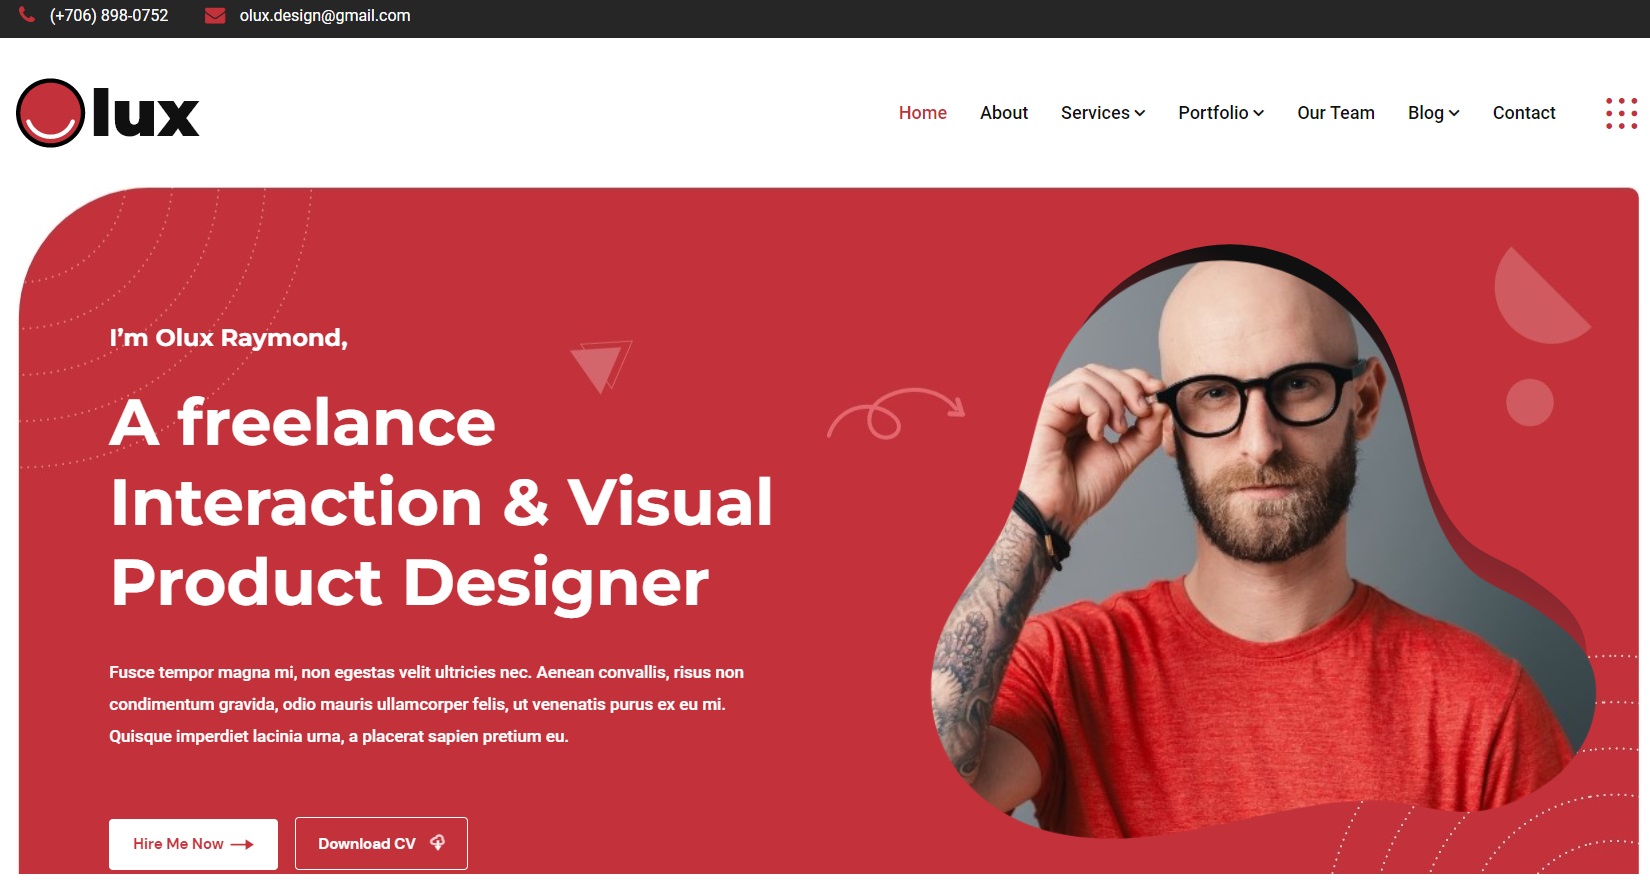 (+706) 898-0752 olux.design@gmail.com
Olux
Home About Services Portfolio Our Team Blog Contact
I’m Olux Raymond,
A freelance
Interaction & Visual
Product Designer
Fusce tempor magna mi, non egestas velit ultricies nec. Aenean convallis, risus non
condimentum gravida, odio mauris ullamcorper felis, ut venenatis purus ex eu mi.
Quisque imperdiet lacinia urna, a placerat sapien pretium eu.
Hire Me Now Download CV